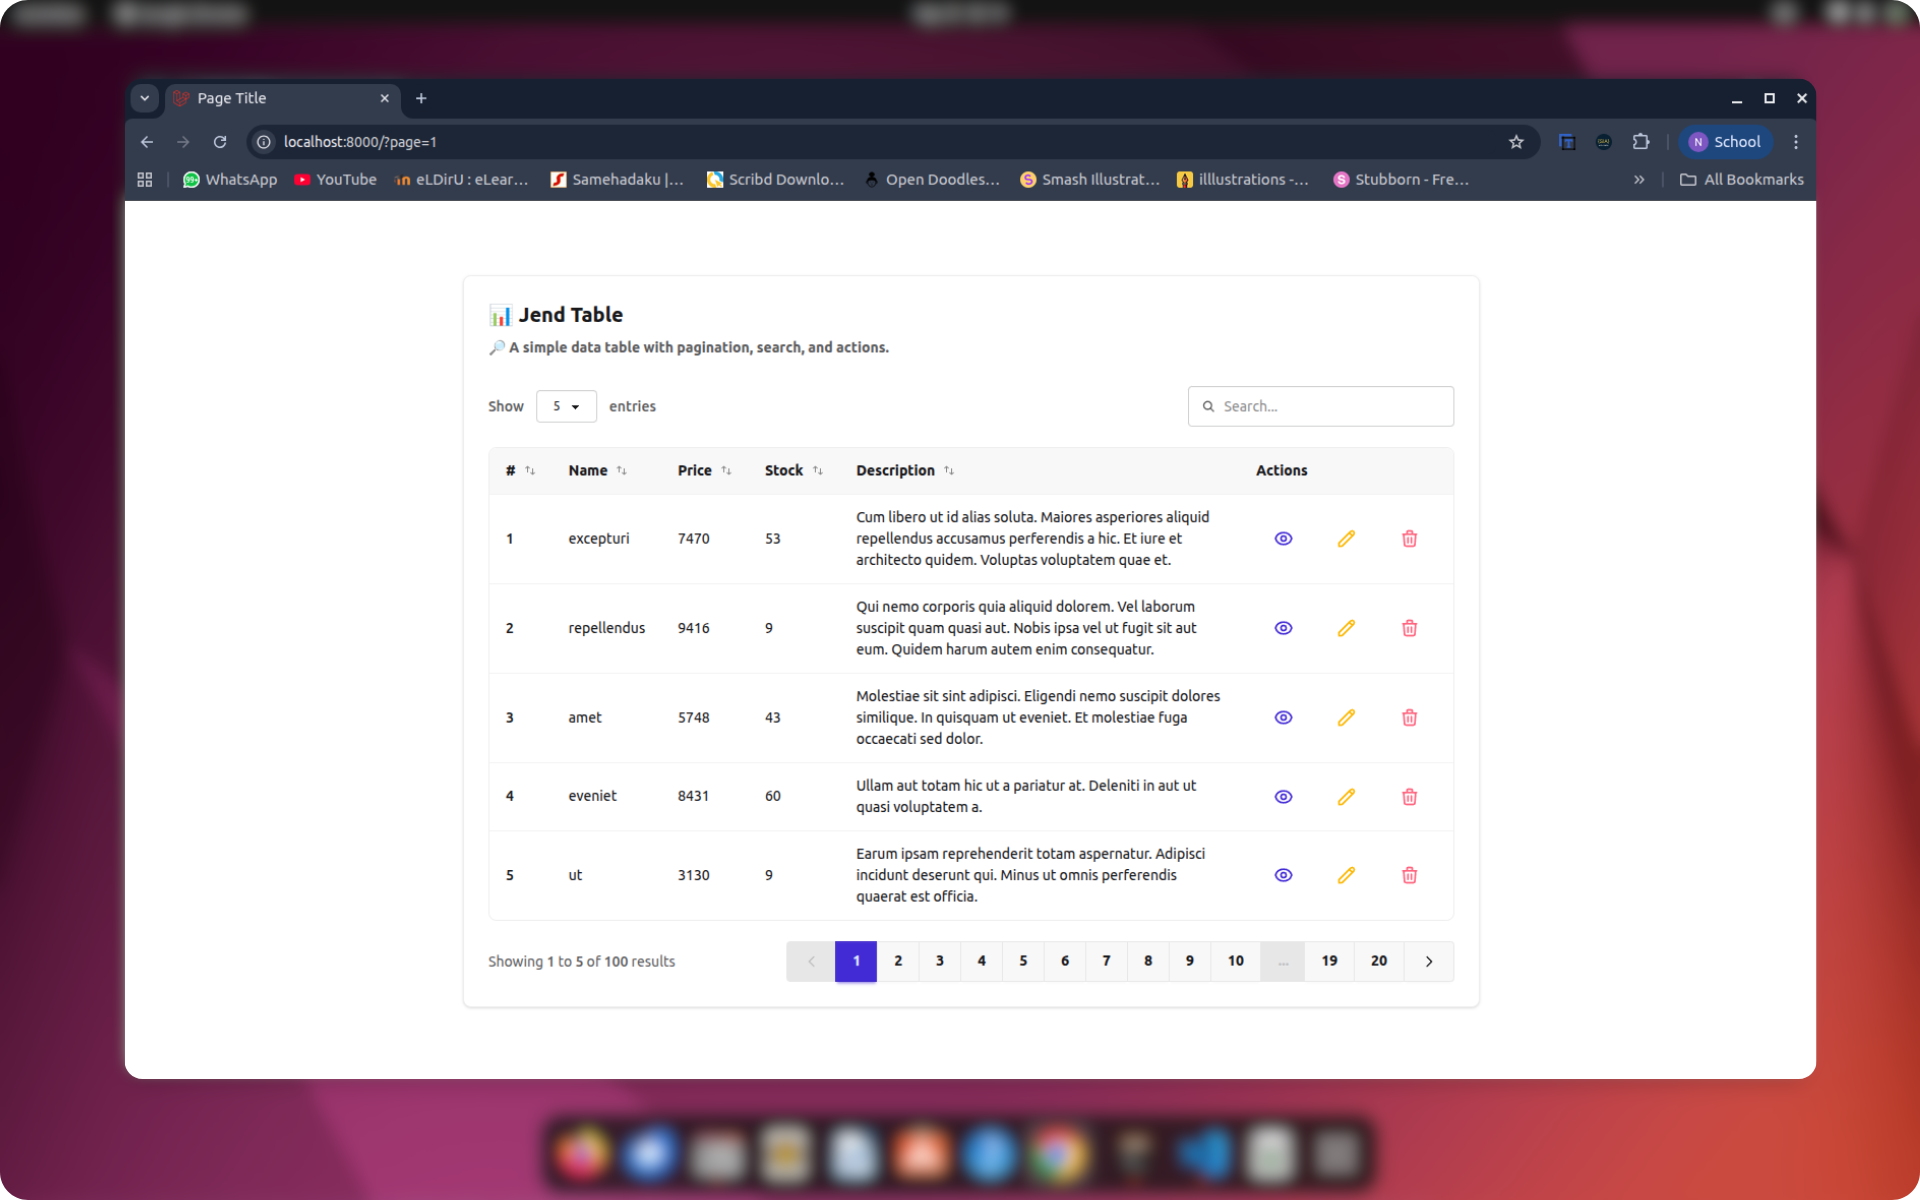 Page Title
localhost:8000/?page=1
N School
99+ WhatsApp YouTube eLDirU : eLear... Samehadaku |... Scribd Downlo... Open Doodles... Smash Illustrat... illlustrations -... Stubborn - Fre... » All Bookmarks
Jend Table
A simple data table with pagination, search, and actions.
Show 5 entries Search...
# Name Price Stock Description Actions
1 excepturi 7470 53 Cum libero ut id alias soluta. Maiores asperiores aliquid
repellendus accusamus perferendis a hic. Et iure et
architecto quidem. Voluptas voluptatem quae et.
2 repellendus 9416 9 Qui nemo corporis quia aliquid dolorem. Vel laborum
suscipit quam quasi aut. Nobis ipsa vel ut fugit sit aut
eum. Quidem harum autem enim consequatur.
3 amet 5748 43 Molestiae sit sint adipisci. Eligendi nemo suscipit dolores
similique. In quisquam ut eveniet. Et molestiae fuga
occaecati sed dolor.
4 eveniet 8431 60 Ullam aut totam hic ut a pariatur at. Deleniti in aut ut
quasi voluptatem a.
5 ut 3130 9 Earum ipsam reprehenderit totam aspernatur. Adipisci
incidunt deserunt qui. Minus ut omnis perferendis
quaerat est officia.
Showing 1 to 5 of 100 results 1 2 3 4 5 6 7 8 9 10 ... 19 20